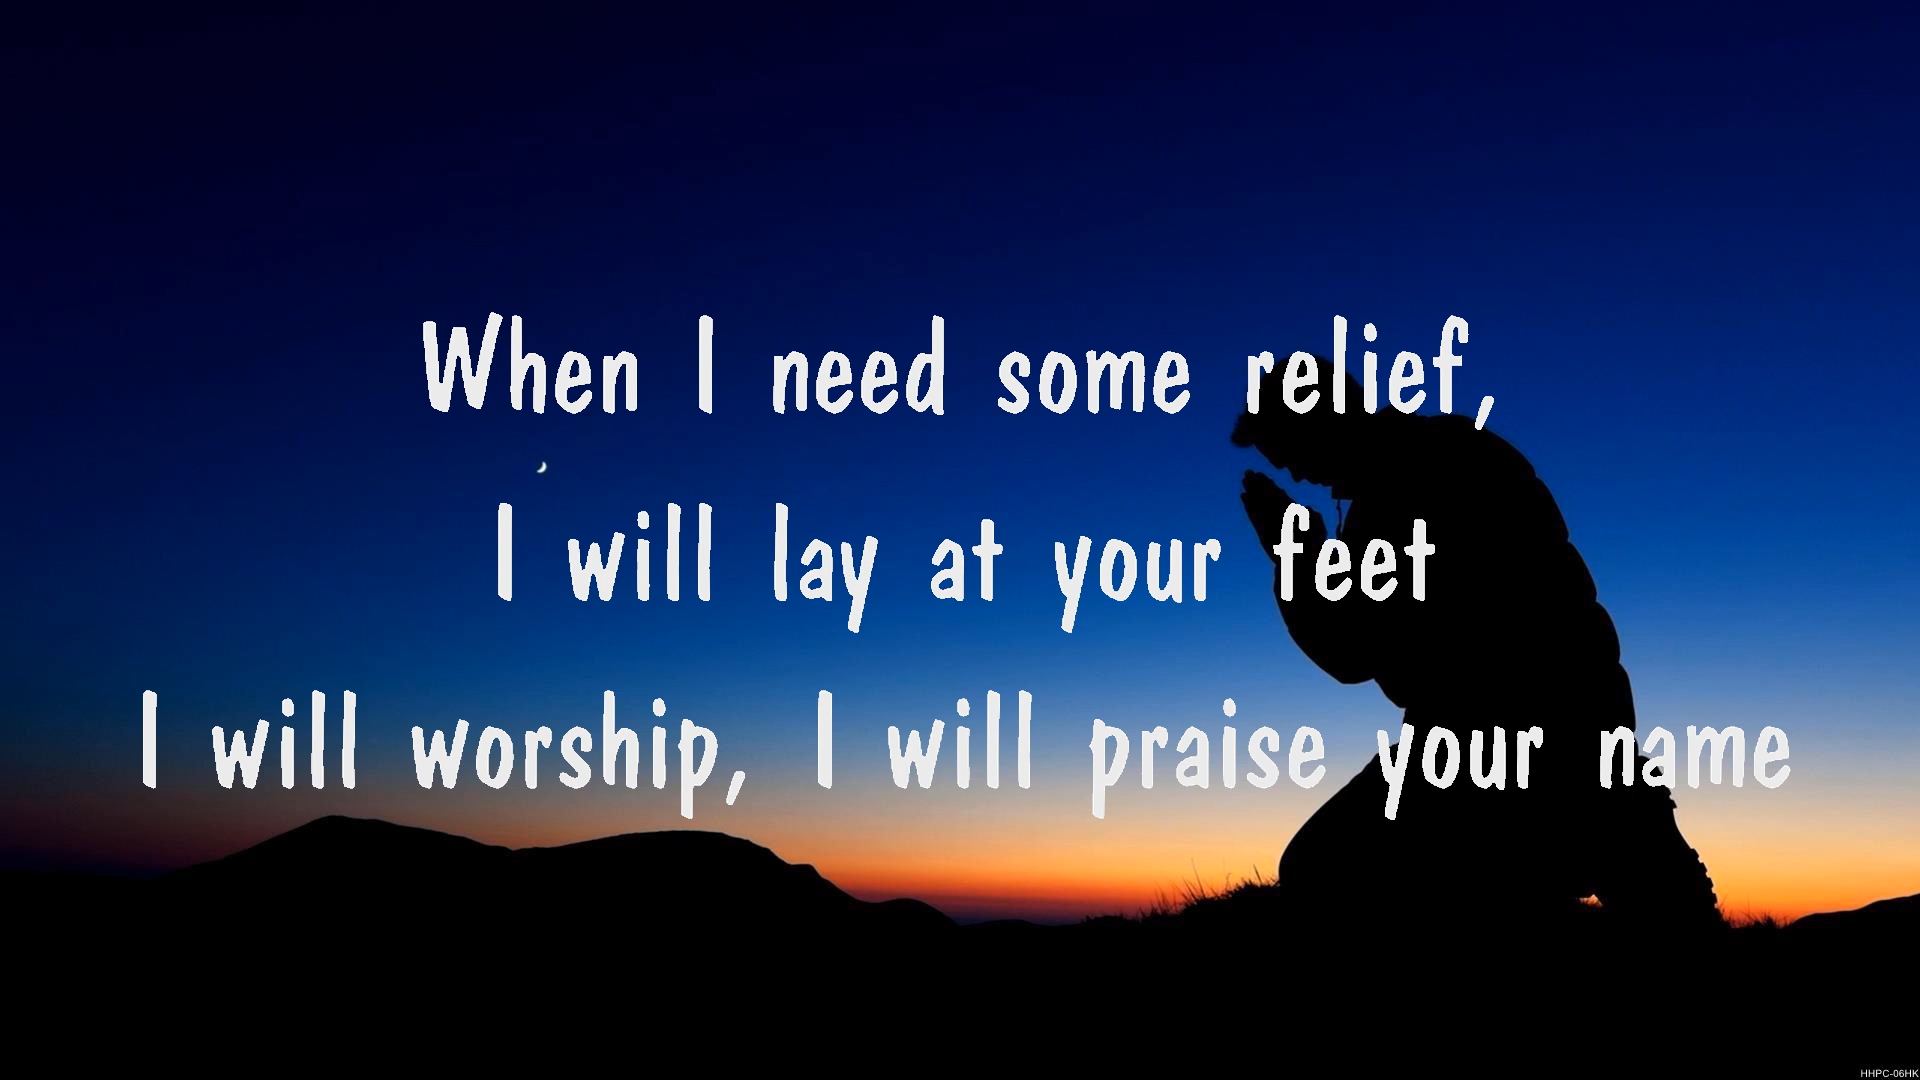 When I need some relief,
I will lay at your feet
I will worship, I will praise your name
HHPC-06HK